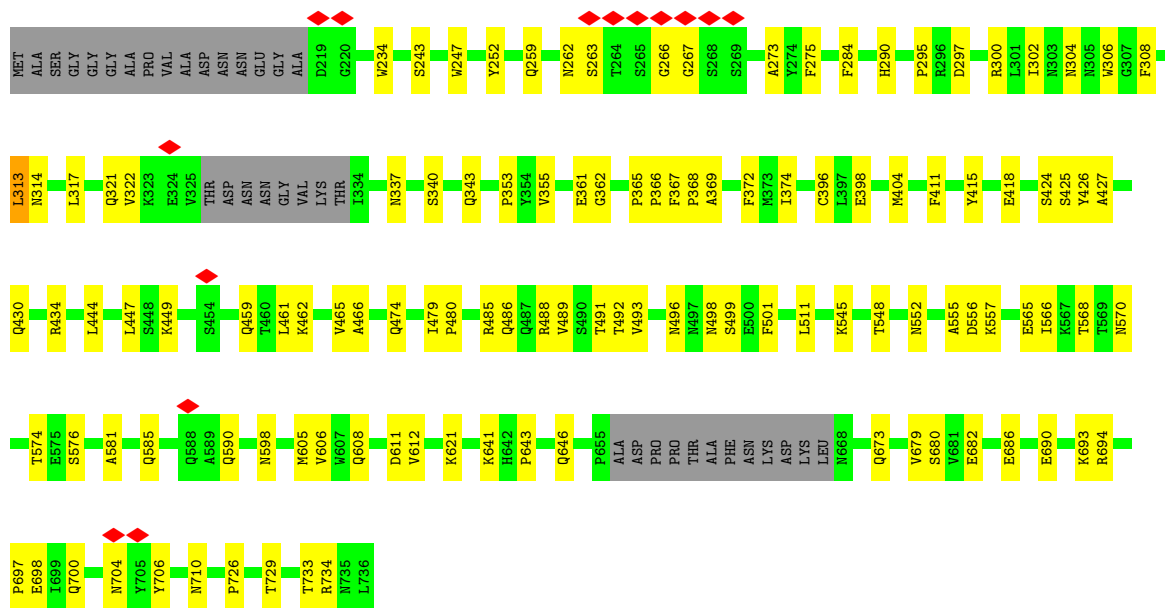 MET ALA SER GLY GLY GLY ALA PRO VAL ALA ASP ASN ASN GLU GLY ALA D219 G220 W234 S243 W247 Y252 Q259 N262 S263 T264 S265 G266 G267 S268 S269 A273 Y274 F275 F284 H290 P295 R296 D297 R300 L301 I302 N303 N304 N305 W306 G307 F308
L313 N314 L317 Q321 V322 K323 E324 V325 THR ASP ASN ASN GLY VAL LYS THR I334 N337 S340 Q343 P353 Y354 V355 E361 G362 P365 P366 F367 P368 A369 F372 M373 I374 C396 L397 E398 M404 F411 Y415 E418 S424 S425 Y426 A427
Q430 R434 L444 L447 S448 K449 S454 Q459 T460 L461 K462 V465 A466 Q474 I479 P480 R485 Q486 Q487 R488 V489 S490 T491 T492 V493 N496 N497 N498 S499 E500 F501 L511 K545 T548 N552 A555 D556 K557 E565 I566 K567 T568 T569 N570
T574 E575 S576 A581 Q585 Q588 A589 Q590 N598 M605 V606 W607 Q608 D611 V612 K621 K641 H642 P643 Q646 P655 ALA ASP PRO PRO THR ALA PHE ASN LYS ASP LYS LEU N668 Q673 V679 S680 V681 E682 E686 E690 K693 R694
P697 E698 I699 Q700 N704 Y705 Y706 N710 P726 T729 T733 R734 N735 L736